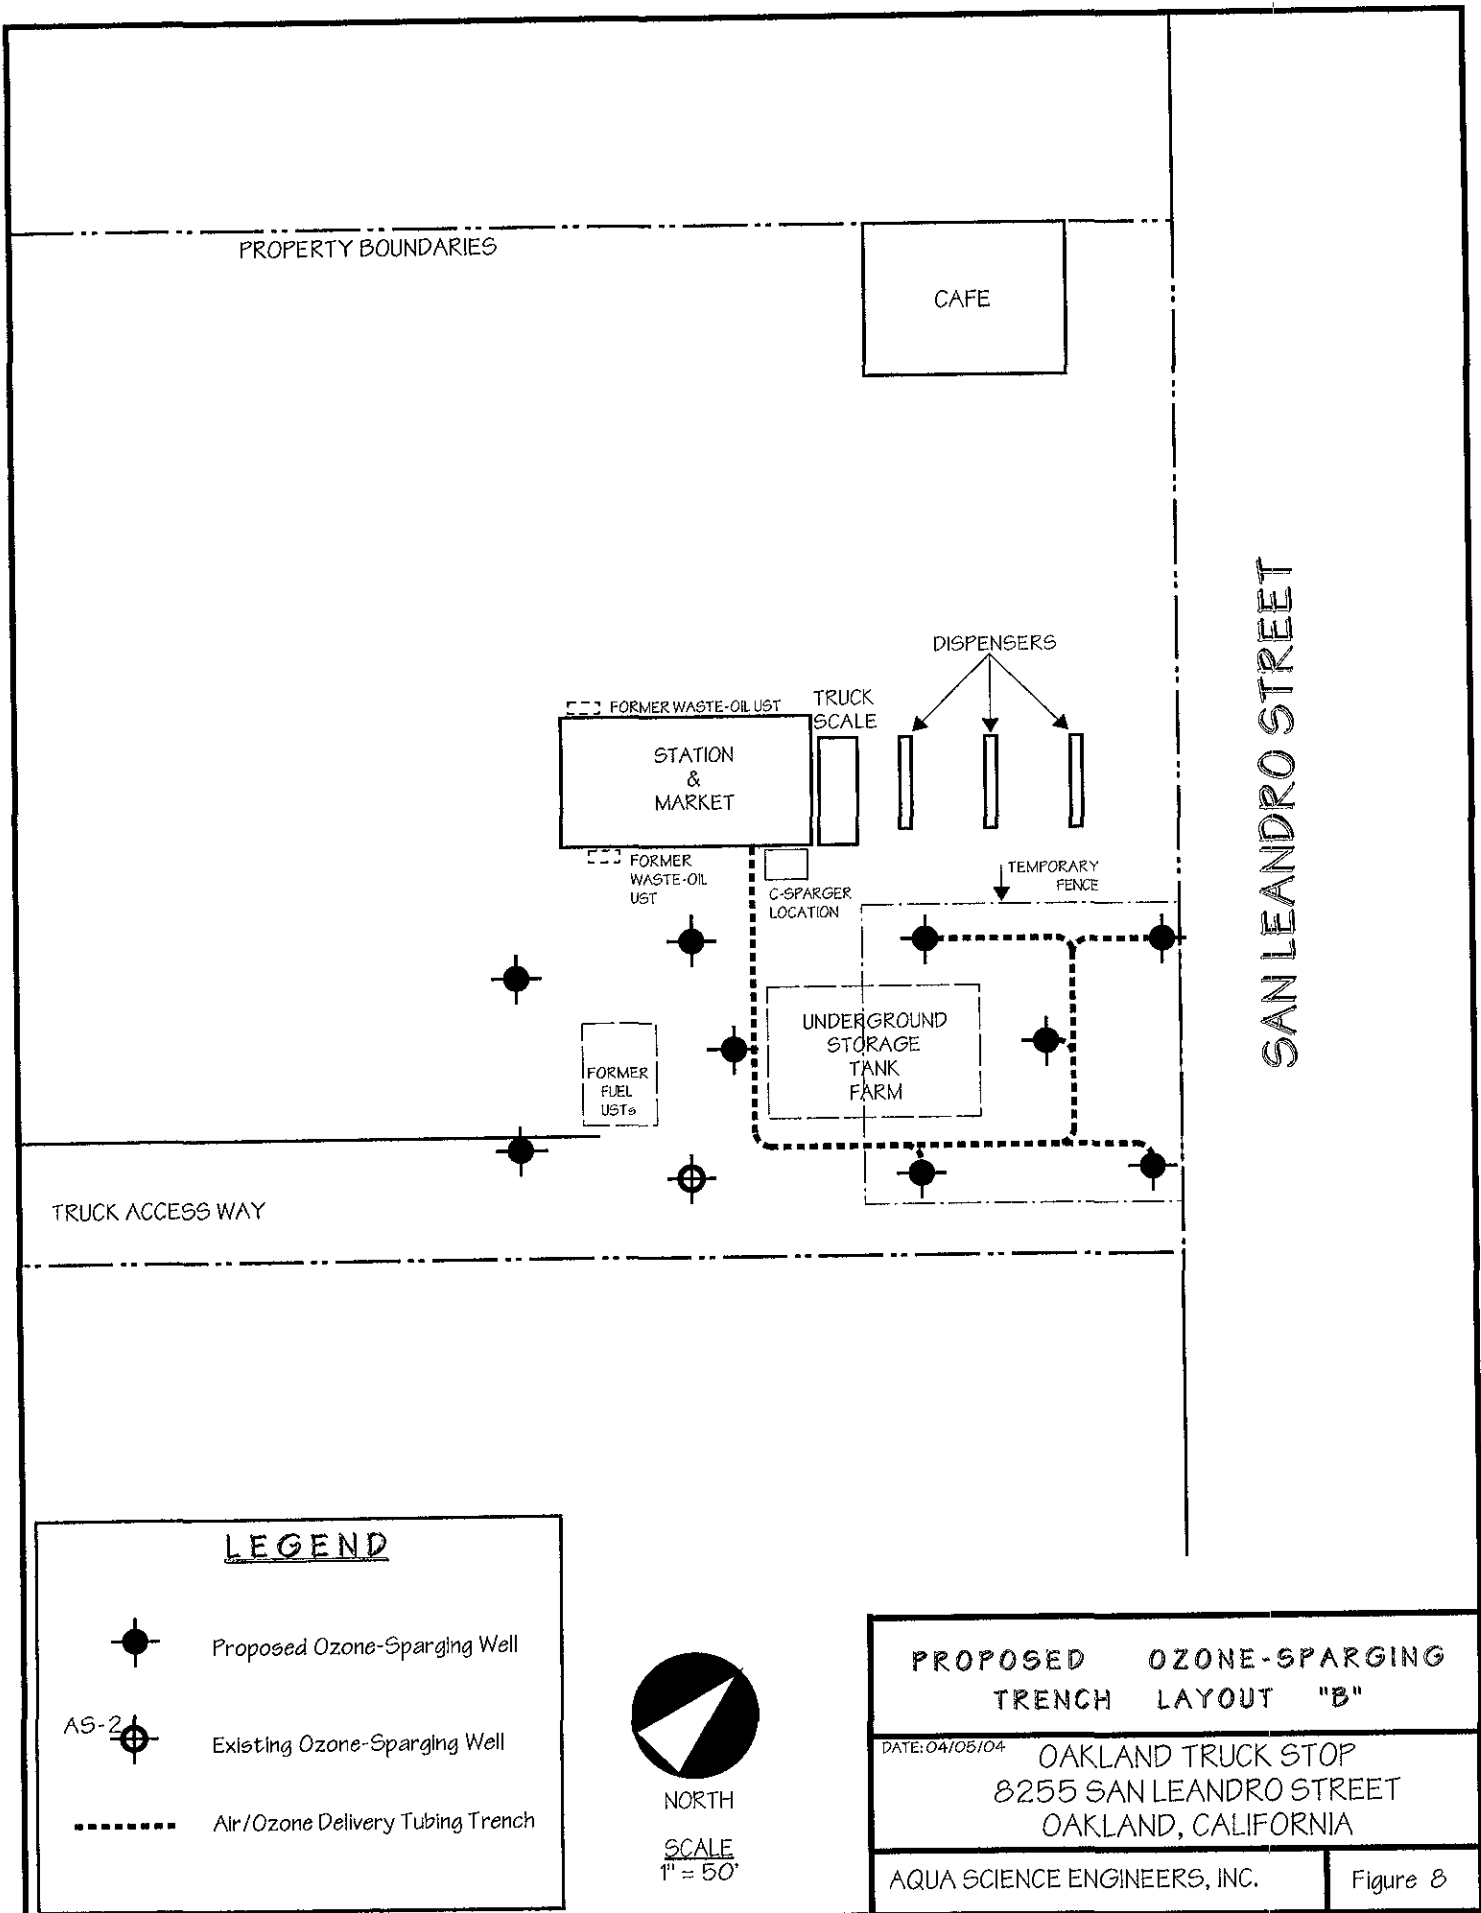 PROPERTY BOUNDARIES
CAFE
SAN LEANDRO STREET
DISPENSERS
FORMER WASTE-OIL UST
TRUCK
SCALE
STATION
&
MARKET
FORMER
WASTE-OIL
UST
C-SPARGER
LOCATION
TEMPORARY
FENCE
UNDERGROUND
STORAGE
TANK
FARM
FORMER
FUEL
USTs
TRUCK ACCESS WAY
LEGEND
Proposed Ozone-Sparging Well
AS-2
Existing Ozone-Sparging Well
Air/Ozone Delivery Tubing Trench
NORTH
SCALE
1" = 50'
PROPOSED OZONE-SPARGING
TRENCH LAYOUT "B"
DATE:04/05/04
OAKLAND TRUCK STOP
8255 SAN LEANDRO STREET
OAKLAND, CALIFORNIA
AQUA SCIENCE ENGINEERS, INC.
Figure 8